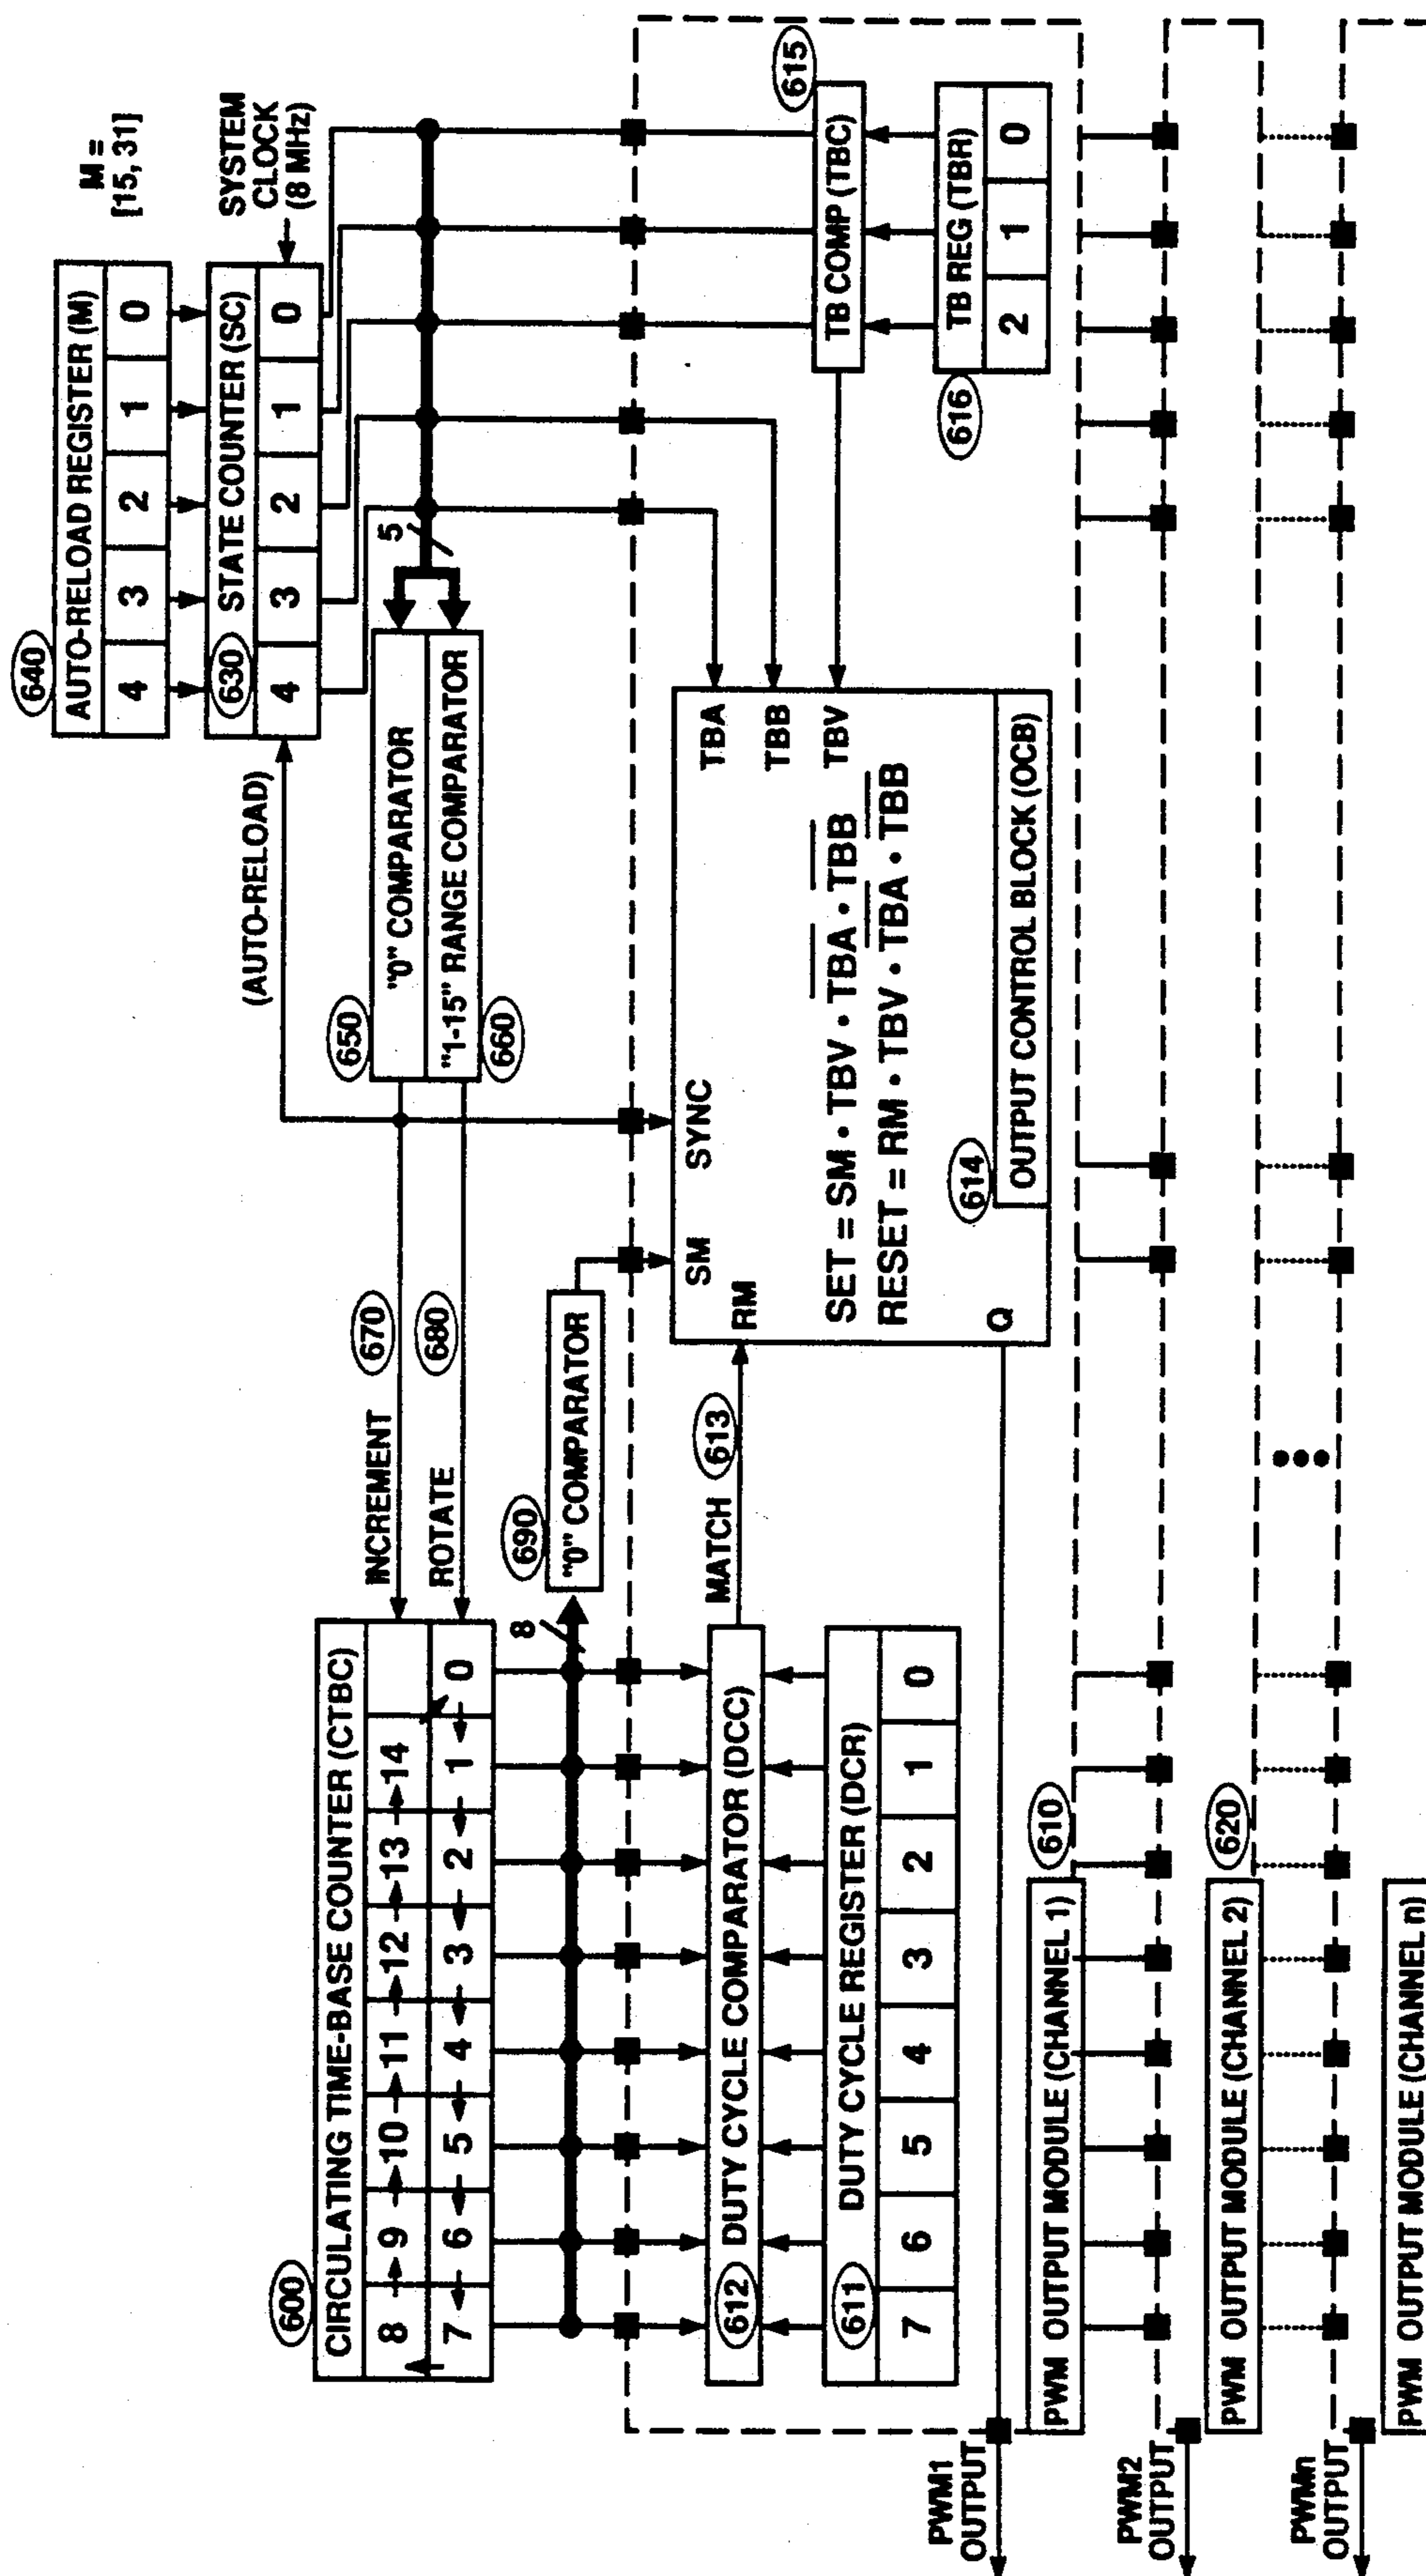 640
AUTO-RELOAD REGISTER (M)
4 3 2 1 0
M =
[15, 31]
630
STATE COUNTER (SC)
4 3 2 1 0
SYSTEM
CLOCK
(8 MHz)
(AUTO-RELOAD)
600
CIRCULATING TIME-BASE COUNTER (CTBC)
8 9 10 11 12 13 14
7 6 5 4 3 2 1 0
INCREMENT
670
ROTATE
680
650
"0" COMPARATOR
"1-15" RANGE COMPARATOR
660
5
8
690
"0" COMPARATOR
612
DUTY CYCLE COMPARATOR (DCC)
MATCH
613
611
DUTY CYCLE REGISTER (DCR)
7 6 5 4 3 2 1 0
SM
SYNC
RM
TBA
TBB
TBV
SET = SM • TBV • T̅B̅A̅ • T̅B̅B̅
RESET = RM • TBV • T̅B̅A̅ • T̅B̅B̅
Q
614
OUTPUT CONTROL BLOCK (OCB)
615
TB COMP (TBC)
616
TB REG (TBR)
2 1 0
PWM1
OUTPUT
PWM OUTPUT MODULE (CHANNEL 1)
610
PWM2
OUTPUT
PWM OUTPUT MODULE (CHANNEL 2)
620
PWMn
OUTPUT
PWM OUTPUT MODULE (CHANNEL n)